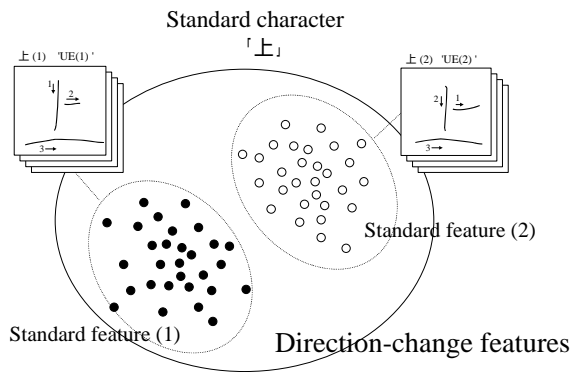 Standard character
「上」
上 (1) 'UE(1) '
1
2
3
上 (2) 'UE(2) '
2
1
3
Standard feature (2)
Standard feature (1)
Direction-change features